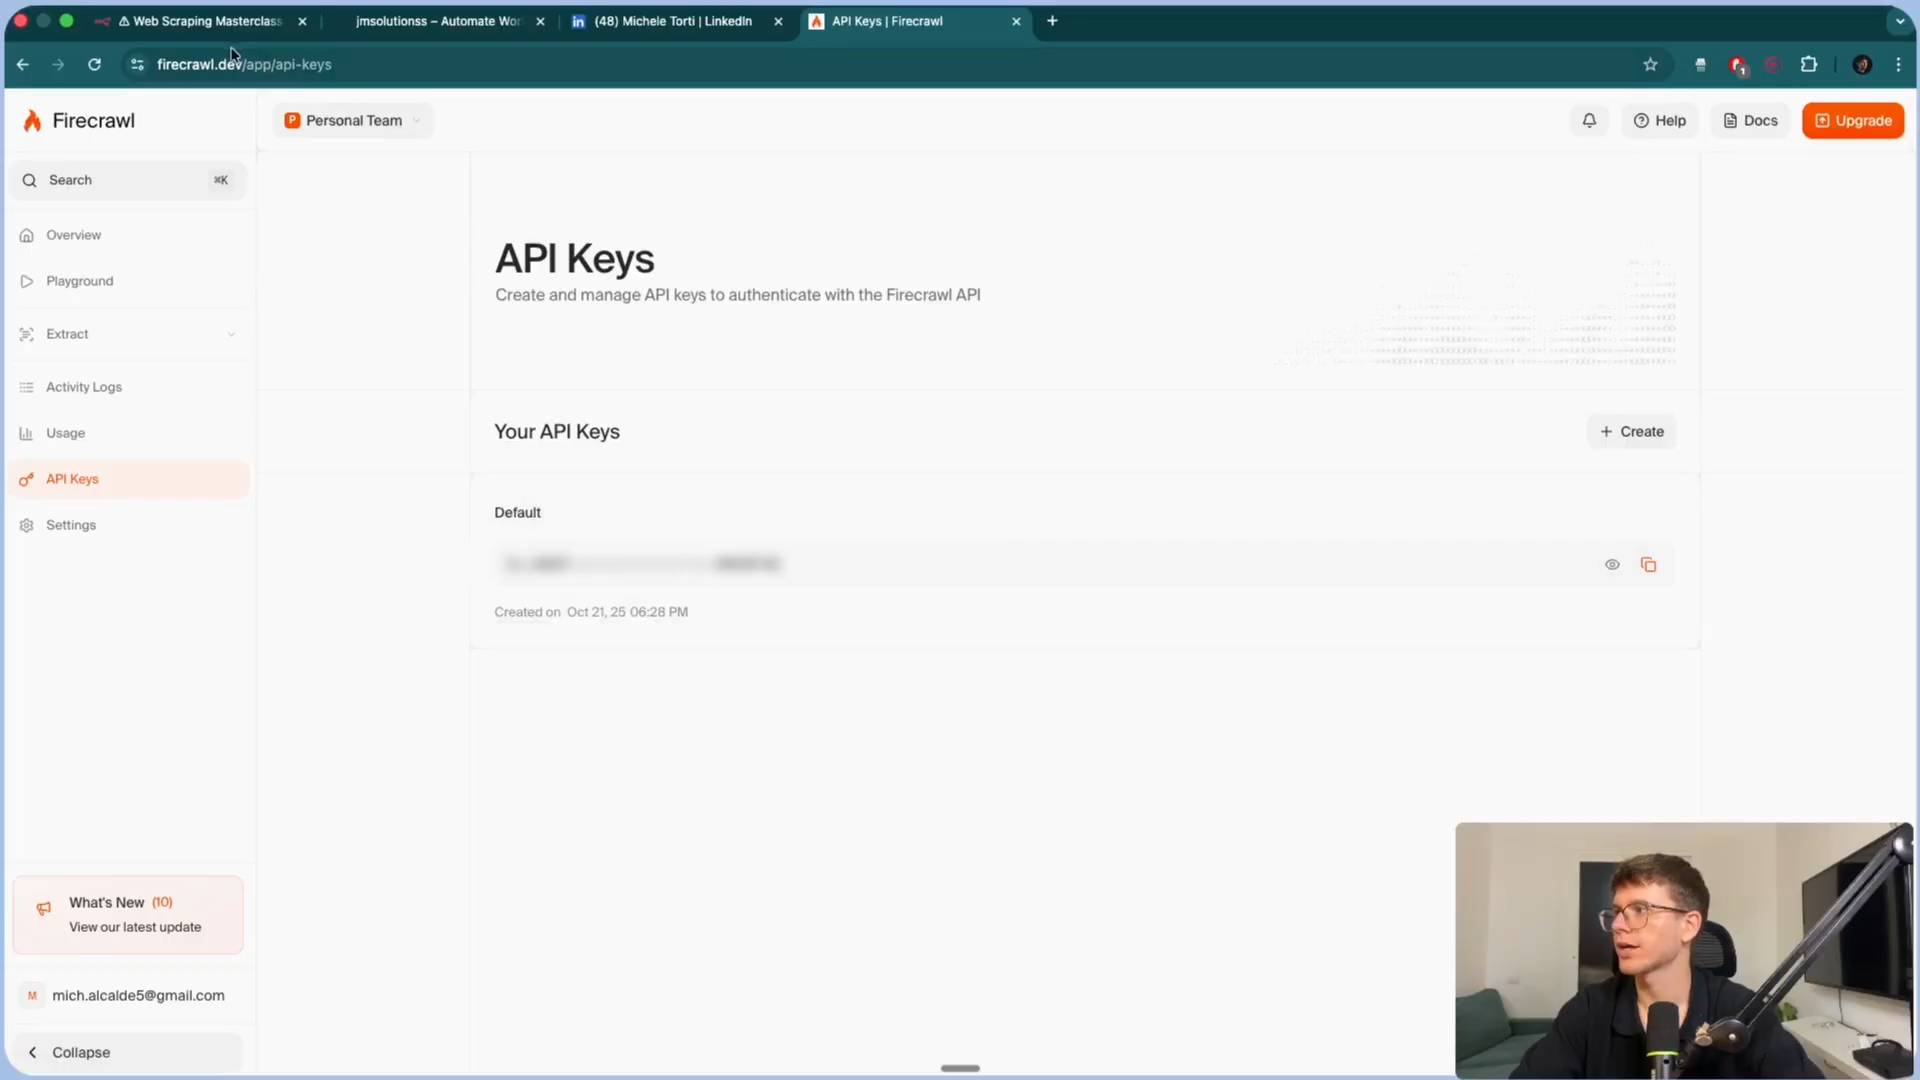 ⚠ Web Scraping Masterclass
jmsolutionss – Automate Wor
(48) Michele Torti | LinkedIn
API Keys | Firecrawl
firecrawl.dev/app/api-keys
Firecrawl
P Personal Team
Help
Docs
Upgrade
Search ⌘K
Overview
Playground
Extract
Activity Logs
Usage
API Keys
Settings
API Keys
Create and manage API keys to authenticate with the Firecrawl API
Your API Keys
+ Create
Default
Created on Oct 21, 25 06:28 PM
What's New (10)
View our latest update
M mich.alcalde5@gmail.com
Collapse